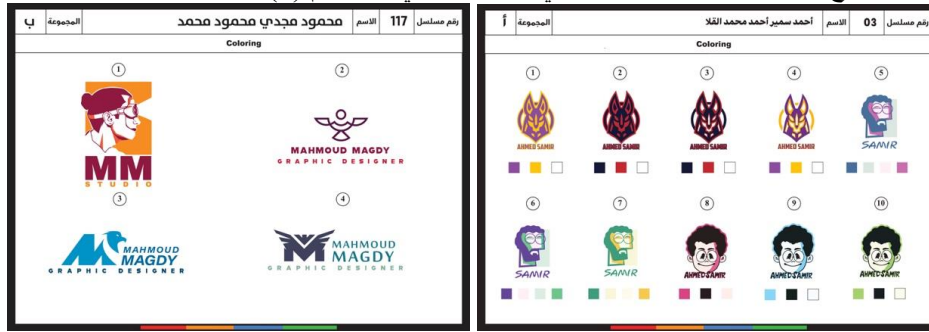 رقم مسلسل 117 الاسم محمود مجدي محمود محمد المجموعة ب
Coloring
1 2
MM
STUDIO
MAHMOUD MAGDY
GRAPHIC DESIGNER
3 4
MAHMOUD
MAGDY
GRAPHIC DESIGNER
MAHMOUD
MAGDY
GRAPHIC DESIGNER
رقم مسلسل 03 الاسم أحمد سمير أحمد محمد القلا المجموعة أ
Coloring
1 2 3 4 5
AHMED SAMIR
AHMED SAMIR
AHMED SAMIR
AHMED SAMIR
SAMIR
6 7 8 9 10
SAMIR
SAMIR
AHMED SAMIR
AHMED SAMIR
AHMED SAMIR